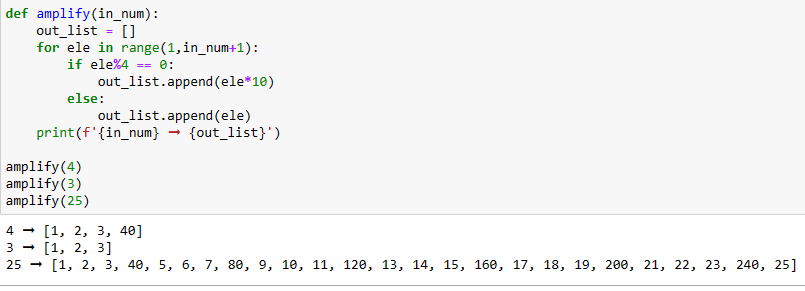 def amplify(in_num):
    out_list = []
    for ele in range(1,in_num+1):
        if ele%4 == 0:
            out_list.append(ele*10)
        else:
            out_list.append(ele)
    print(f'{in_num} → {out_list}')

amplify(4)
amplify(3)
amplify(25)
4 → [1, 2, 3, 40]
3 → [1, 2, 3]
25 → [1, 2, 3, 40, 5, 6, 7, 80, 9, 10, 11, 120, 13, 14, 15, 160, 17, 18, 19, 200, 21, 22, 23, 240, 25]